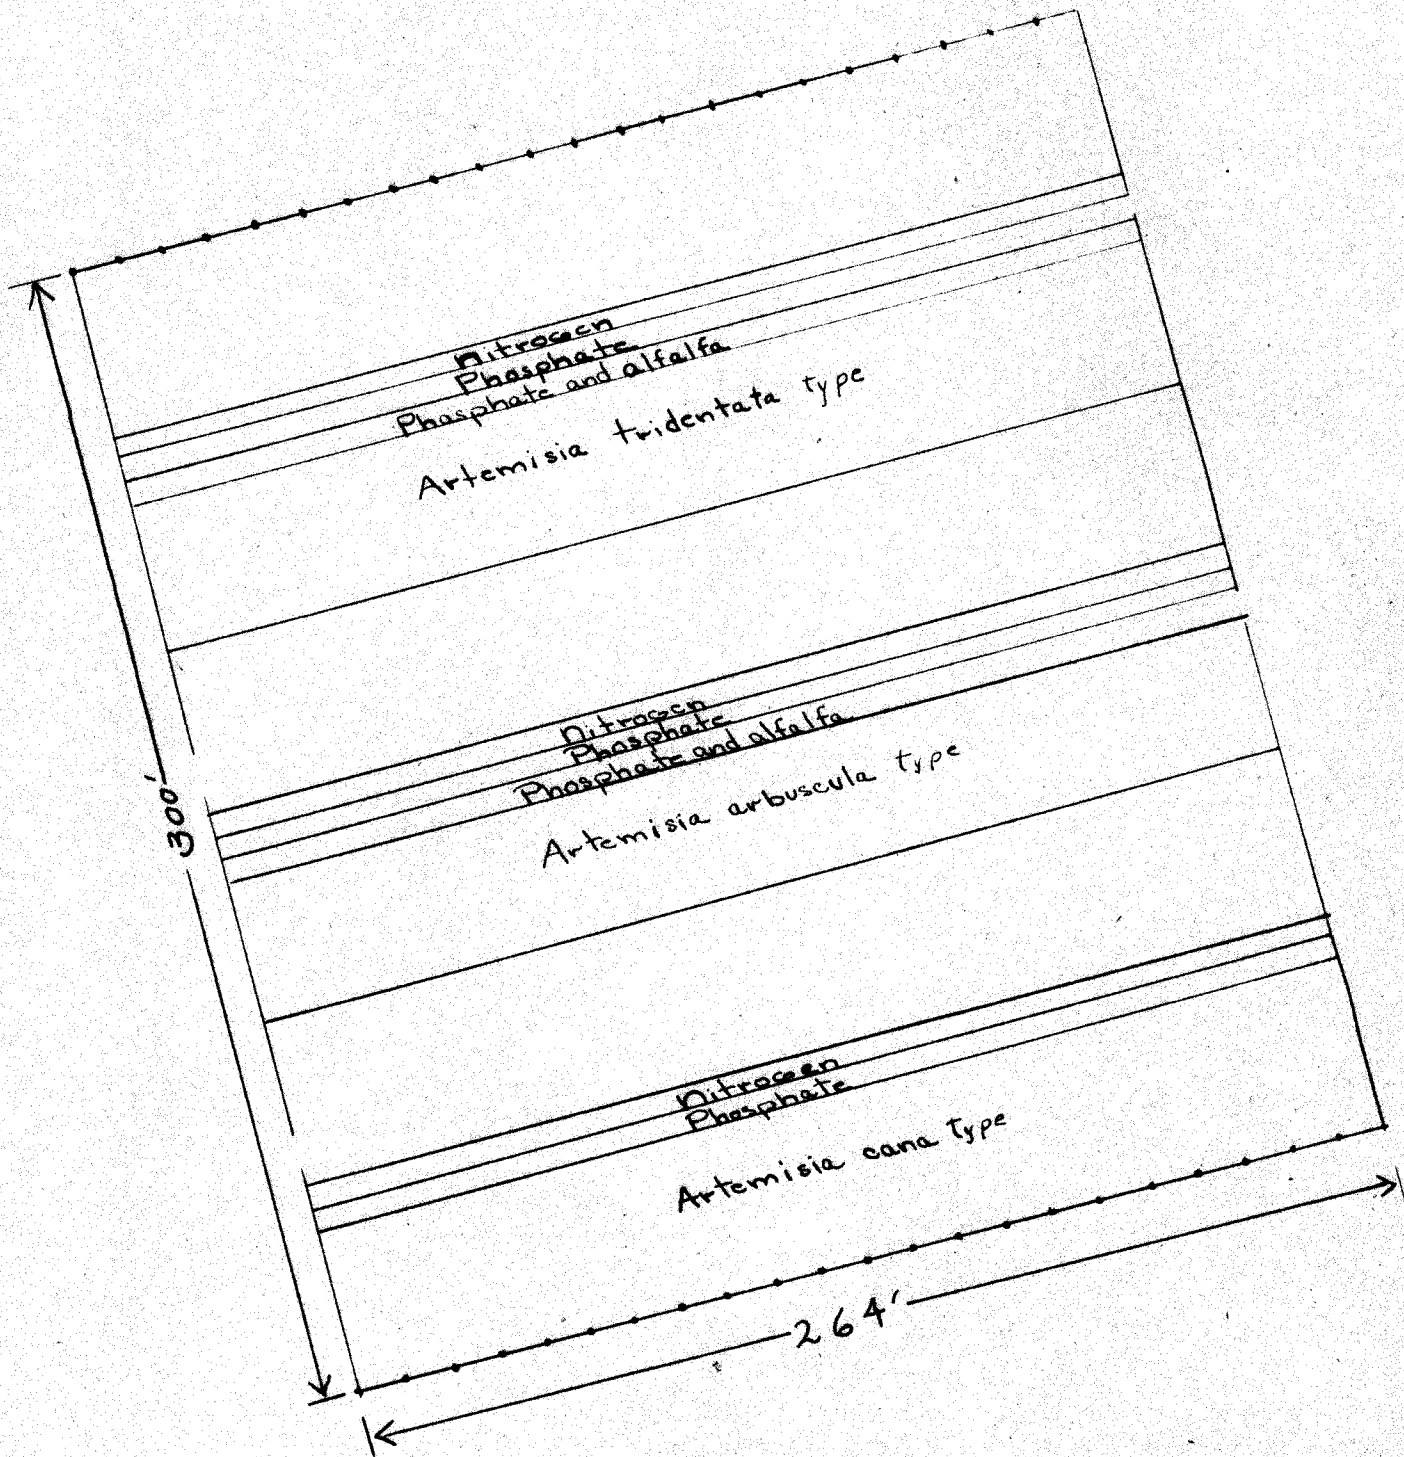 Nitrogen
Phosphate
Phosphate and alfalfa
Artemisia tridentata type
Nitrogen
Phosphate
Phosphate and alfalfa
Artemisia arbuscula type
300'
Nitrogen
Phosphate
Artemisia cana type
264'